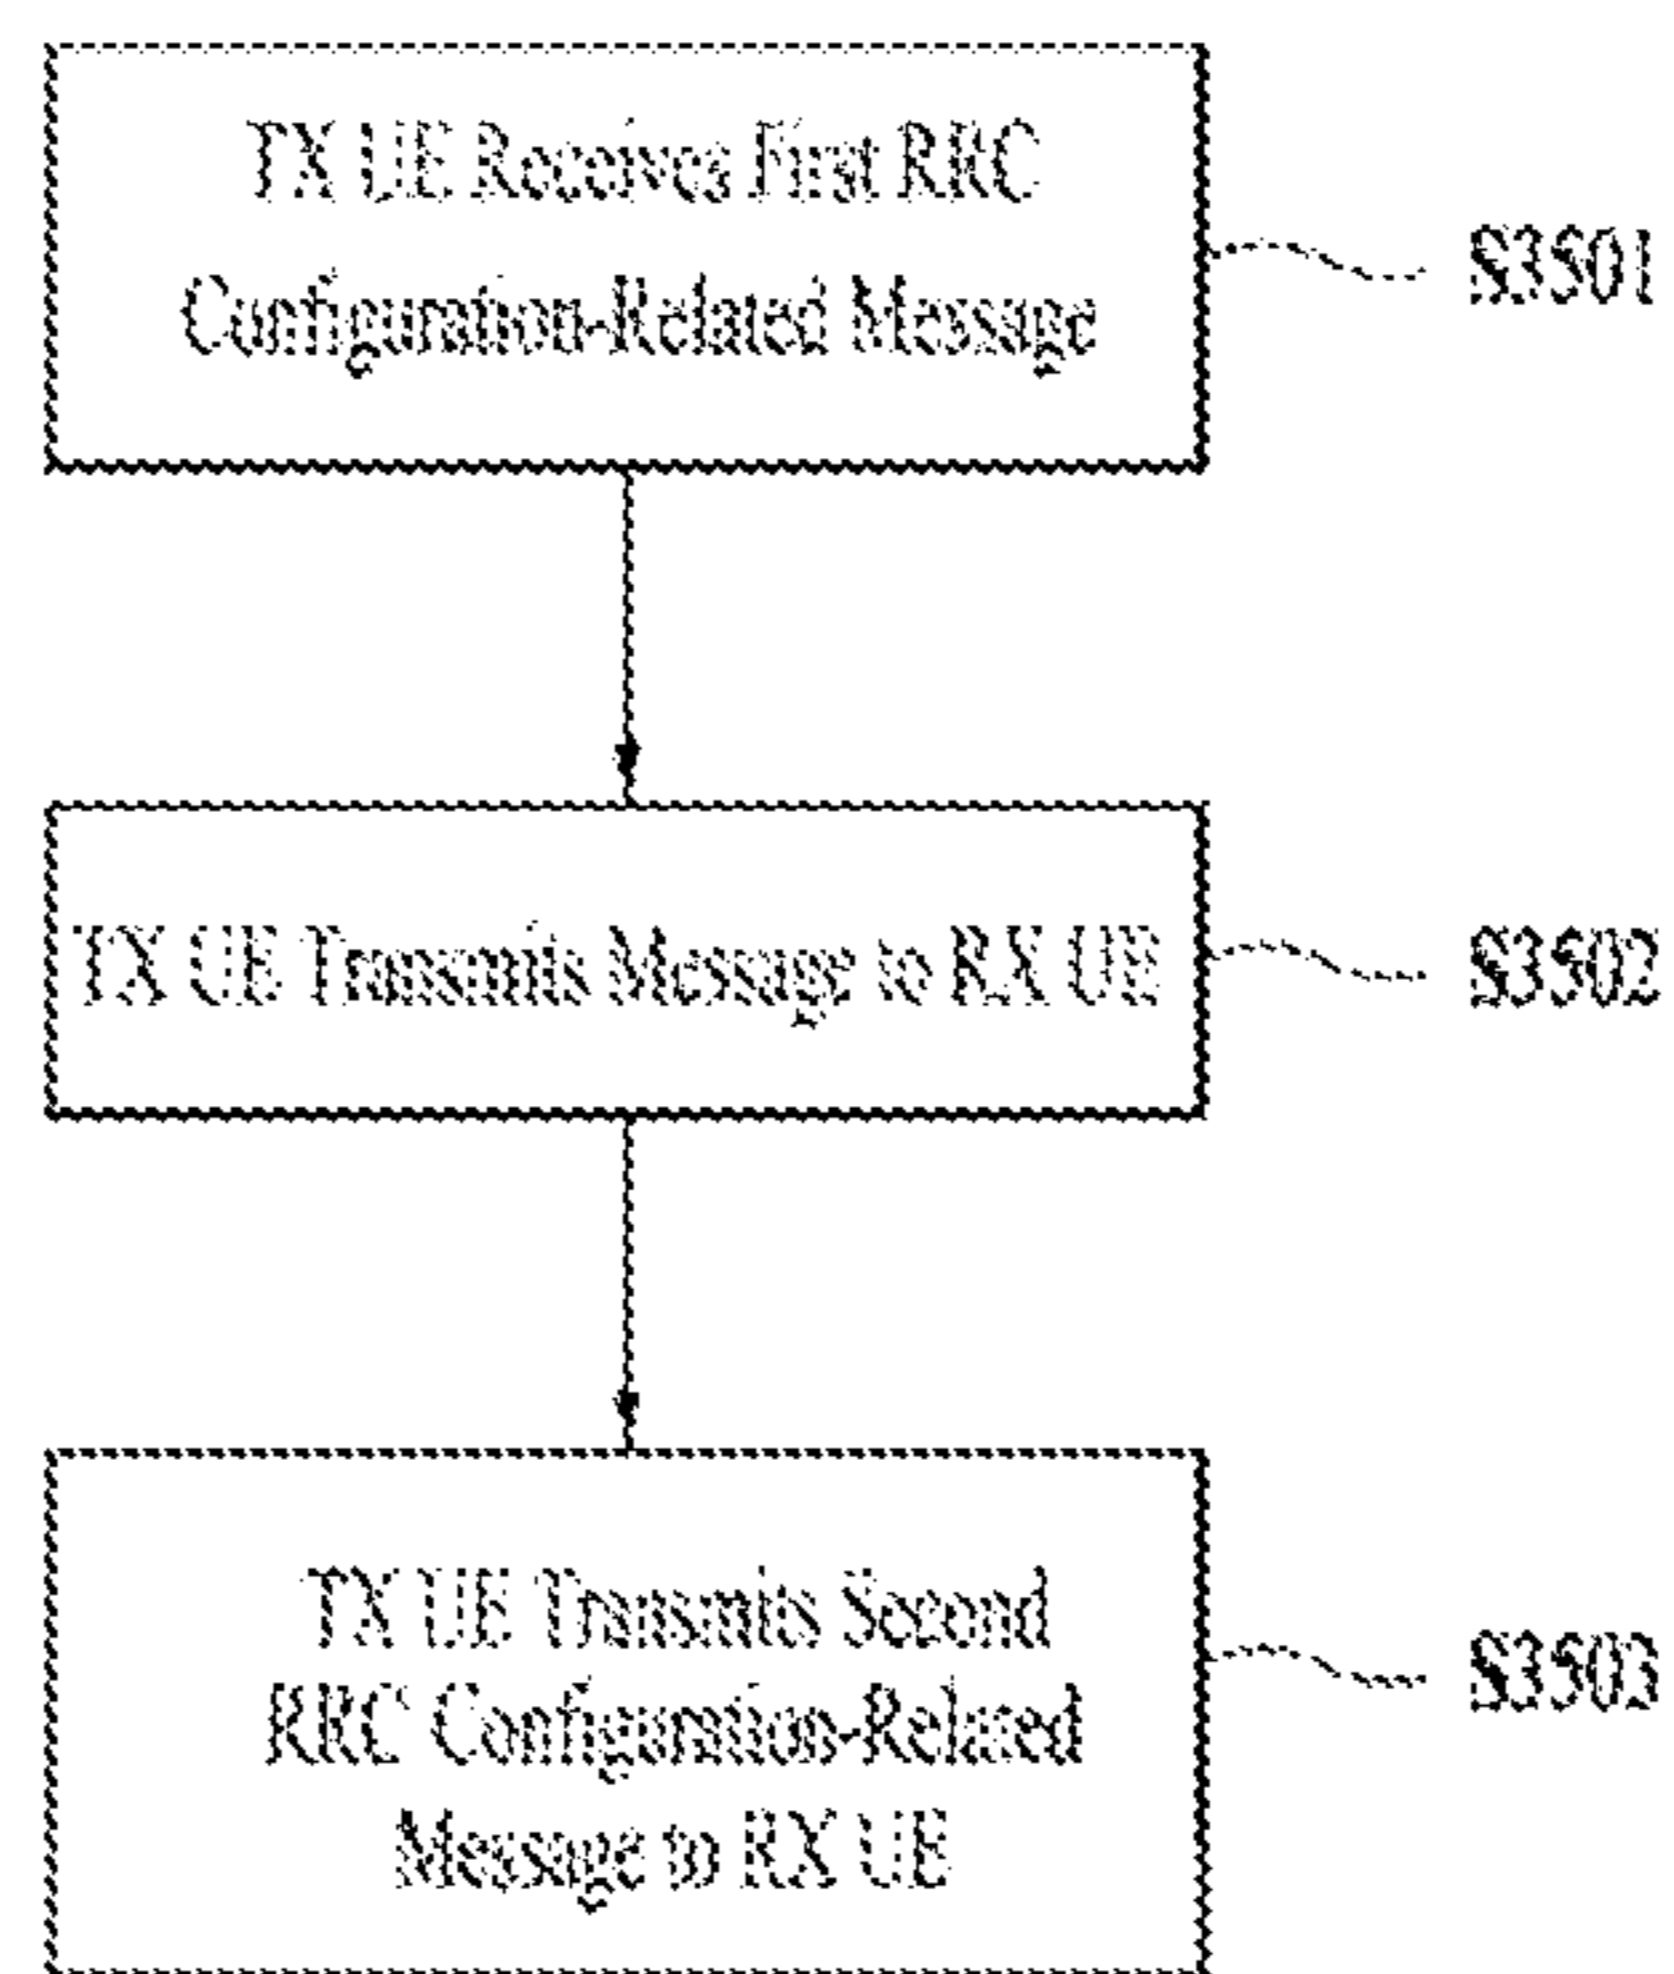 TX UE Receives First RRC
Configuration-Related Message
S3501
TX UE Transmits Message to RX UE
S3502
TX UE Transmits Second
RRC Configuration-Related
Message to RX UE
S3503